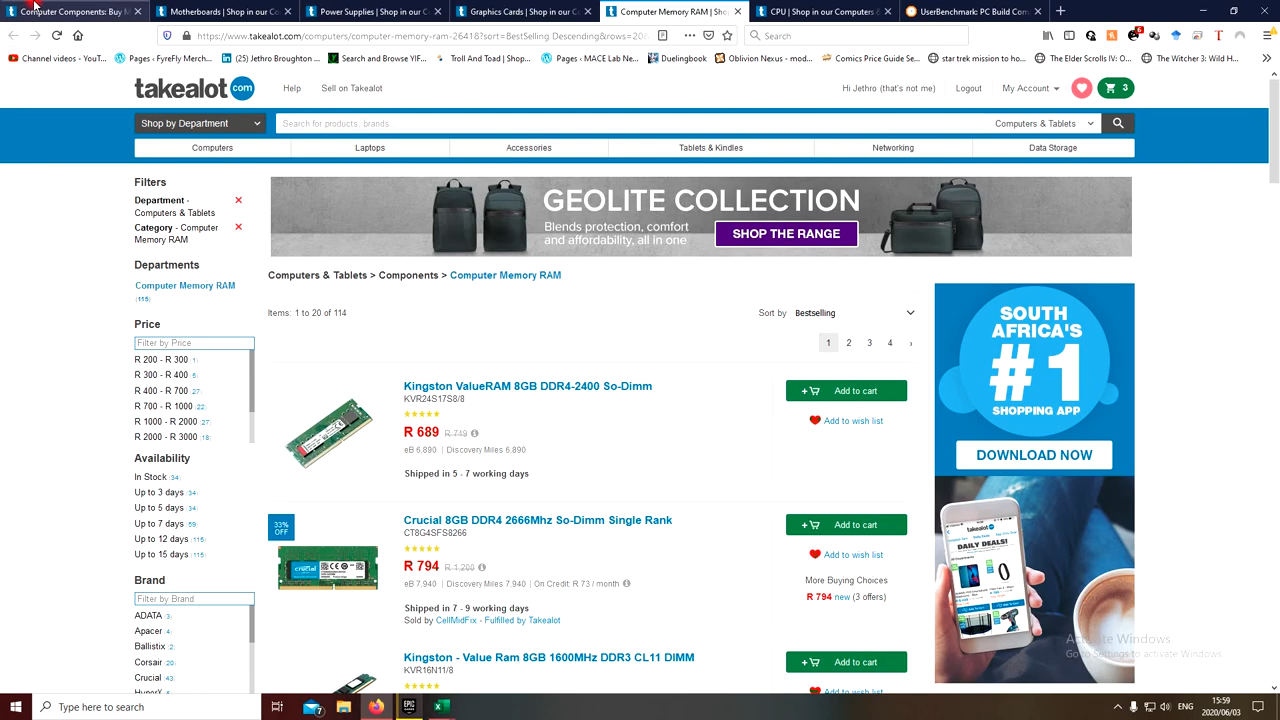 Computer Components: Buy M
Motherboards | Shop in our Co
Power Supplies | Shop in our C
Graphics Cards | Shop in our C
Computer Memory RAM | Sho
CPU | Shop in our Computers &
UserBenchmark: PC Build Com
https://www.takealot.com/computers/computer-memory-ram-26418?sort=BestSelling Descending&rows=20
Search
Channel videos - YouT...
Pages - FyreFly Merch...
(25) Jethro Broughton ...
Search and Browse YIF...
Troll And Toad | Shop...
Pages - MACE Lab Ne...
Duelingbook
Oblivion Nexus - mod...
Comics Price Guide Se...
star trek mission to ho...
The Elder Scrolls IV: O...
The Witcher 3: Wild H...
takealot com
Help
Sell on Takealot
Hi Jethro (that's not me)
Logout
My Account
3
Shop by Department
Search for products, brands
Computers & Tablets
Computers
Laptops
Accessories
Tablets & Kindles
Networking
Data Storage
Filters
Department -
Computers & Tablets
Category - Computer
Memory RAM
Departments
Computer Memory RAM
(115)
Price
Filter by Price
R 200 - R 300 (1)
R 300 - R 400 (5)
R 400 - R 700 (27)
R 700 - R 1000 (22)
R 1000 - R 2000 (27)
R 2000 - R 3000 (18)
Availability
In Stock (34)
Up to 3 days (34)
Up to 5 days (34)
Up to 7 days (59)
Up to 12 days (115)
Up to 15 days (115)
Brand
Filter by Brand
ADATA (3)
Apacer (4)
Ballistix (2)
Corsair (20)
Crucial (43)
HyperX
GEOLITE COLLECTION
Blends protection, comfort
and affordability, all in one
SHOP THE RANGE
Computers & Tablets > Components > Computer Memory RAM
Items: 1 to 20 of 114
Sort by Bestselling
1 2 3 4 ›
Kingston ValueRAM 8GB DDR4-2400 So-Dimm
KVR24S17S8/8
R 689 R 749
eB 6,890 | Discovery Miles 6,890
Shipped in 5 - 7 working days
+ Add to cart
Add to wish list
33%
OFF
crucial
Crucial 8GB DDR4 2666Mhz So-Dimm Single Rank
CT8G4SFS8266
R 794 R 1,200
eB 7,940 | Discovery Miles 7,940 | On Credit: R 73 / month
Shipped in 7 - 9 working days
Sold by CellMidFix - Fulfilled by Takealot
+ Add to cart
Add to wish list
More Buying Choices
R 794 new (3 offers)
Kingston - Value Ram 8GB 1600MHz DDR3 CL11 DIMM
KVR16N11/8
+ Add to cart
Add to wish list
SOUTH
AFRICA'S
#1
SHOPPING APP
DOWNLOAD NOW
takealot
DAILY DEALS!
Activate Windows
Go to Settings to activate Windows.
Type here to search
7
EPIC
ENG
15:59
2020/06/03